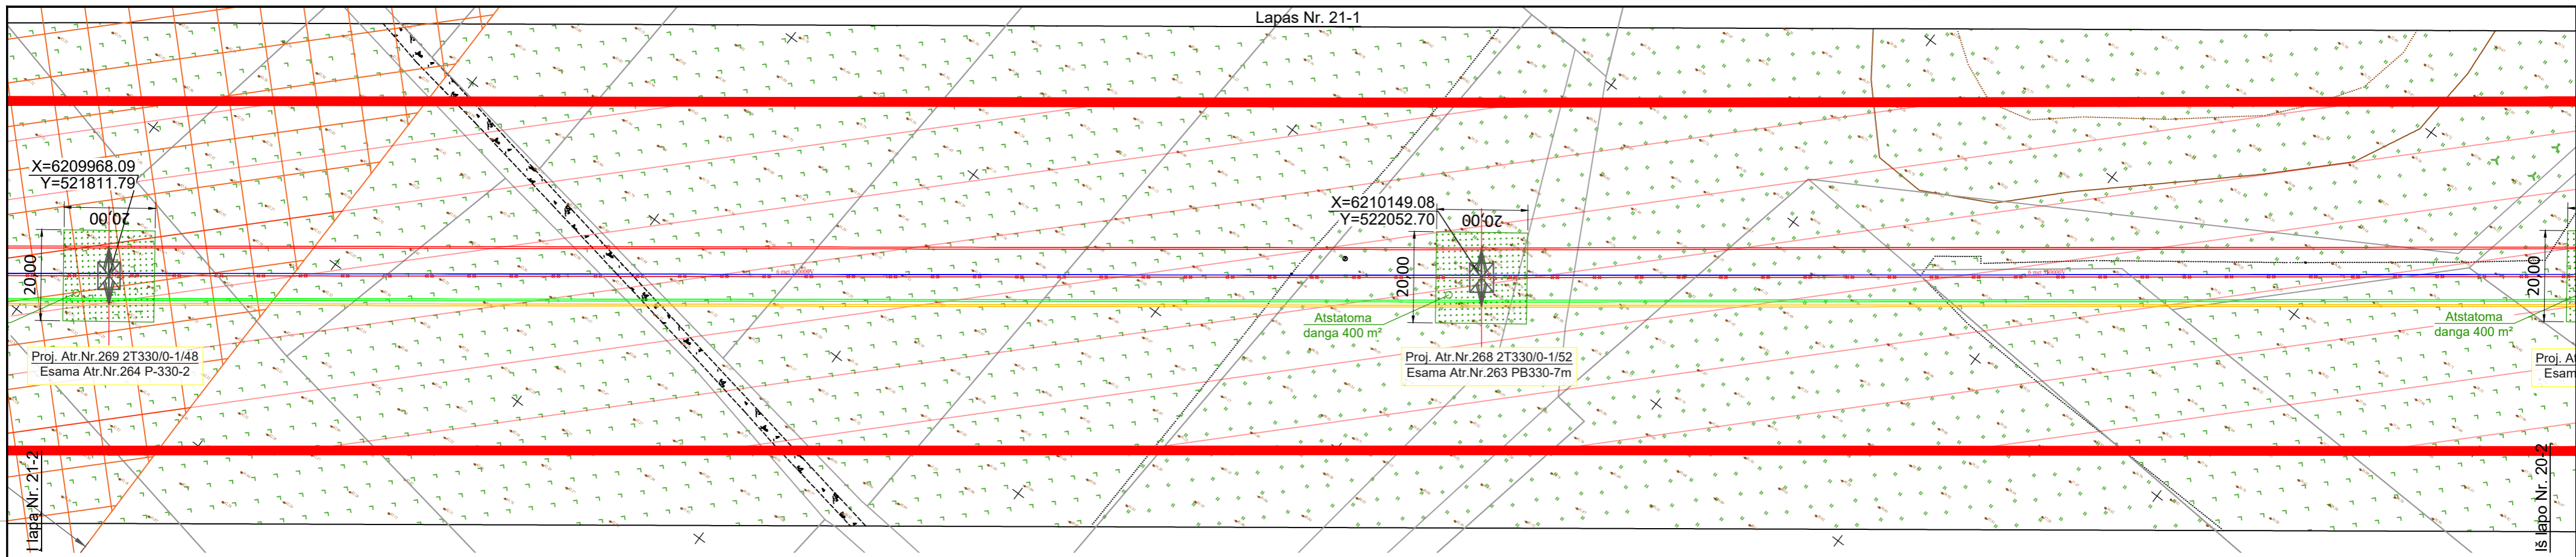 Lapas Nr. 21-1
X=6209968.09
Y=521811.79
20,00
20,00
Proj. Atr.Nr.269 2T330/0-1/48
Esama Atr.Nr.264 P-330-2
Į lapą Nr. 21-2
X=6210149.08
Y=522052.70
20,00
20,00
Atstatoma
danga 400 m²
Proj. Atr.Nr.268 2T330/0-1/52
Esama Atr.Nr.263 PB330-7m
20,00
Atstatoma
danga 400 m²
Iš lapo Nr. 20-2